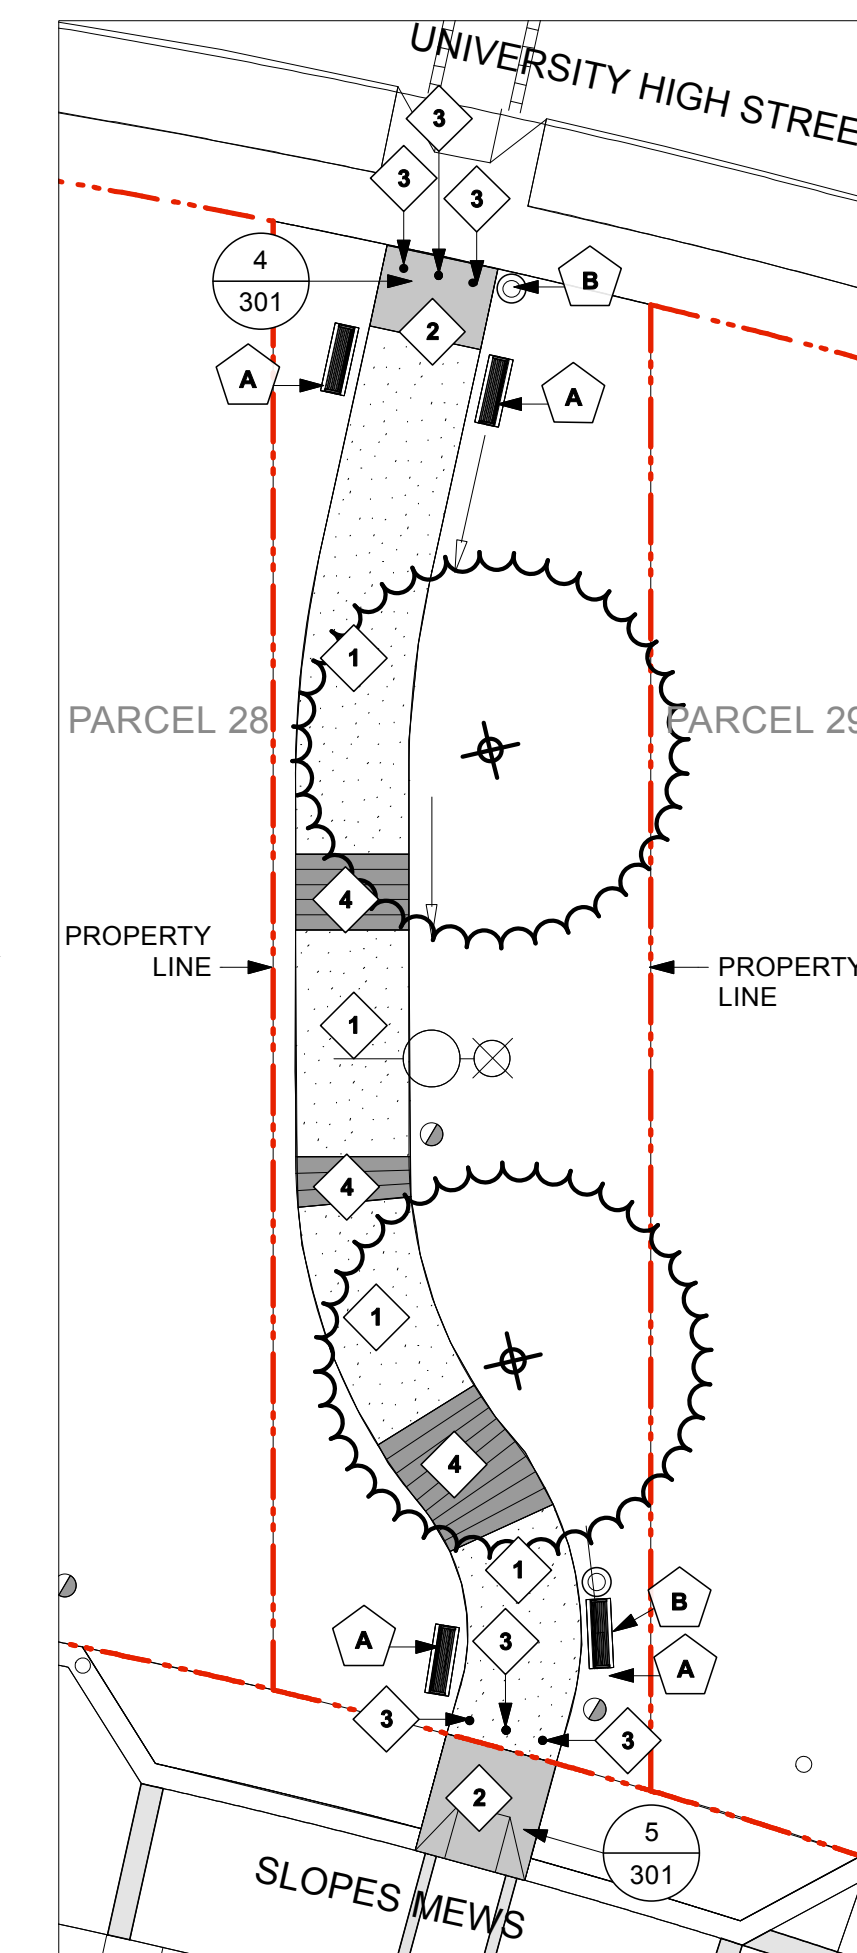 UNIVERSITY HIGH STREE
3
3
3
4
301
B
2
A
A
1
PARCEL 28
PARCEL 29
4
PROPERTY
LINE
PROPERTY
LINE
1
4
1
4
1
B
A
3
A
3
3
2
5
301
SLOPES MEWS